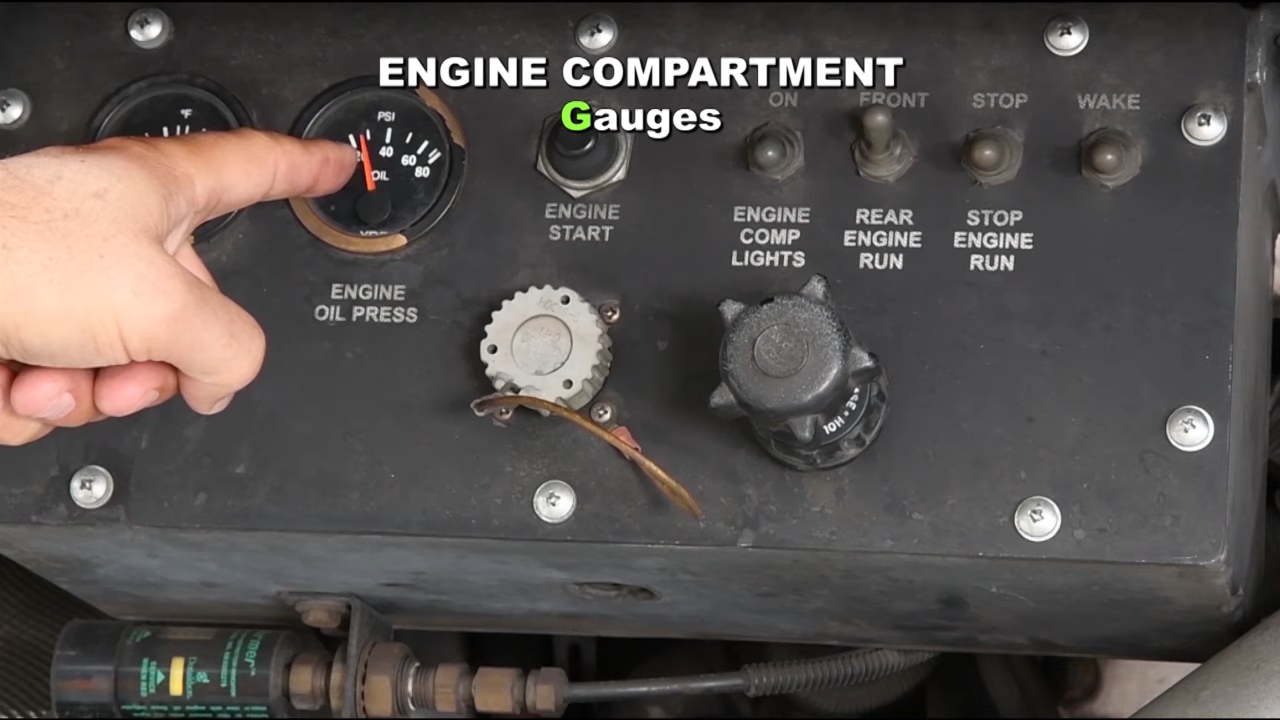 ENGINE COMPARTMENT
Gauges
°F
PSI
40
60
80
OIL
ENGINE
OIL PRESS
ENGINE
START
ON
ENGINE
COMP
LIGHTS
FRONT
REAR
ENGINE
RUN
STOP
STOP
ENGINE
RUN
WAKE